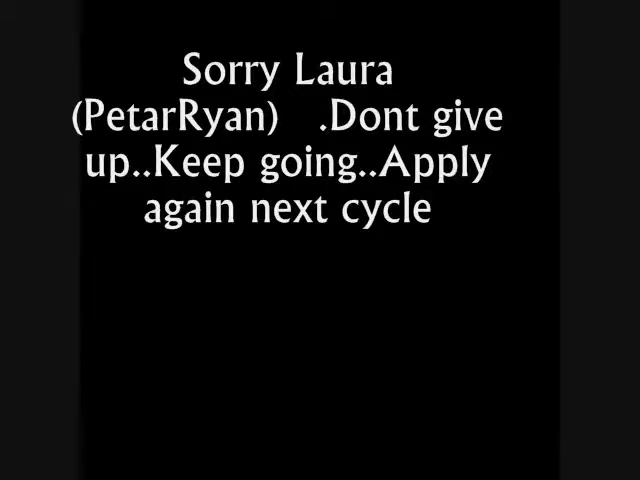 Sorry Laura
(PetarRyan) .Dont give
up..Keep going..Apply
again next cycle